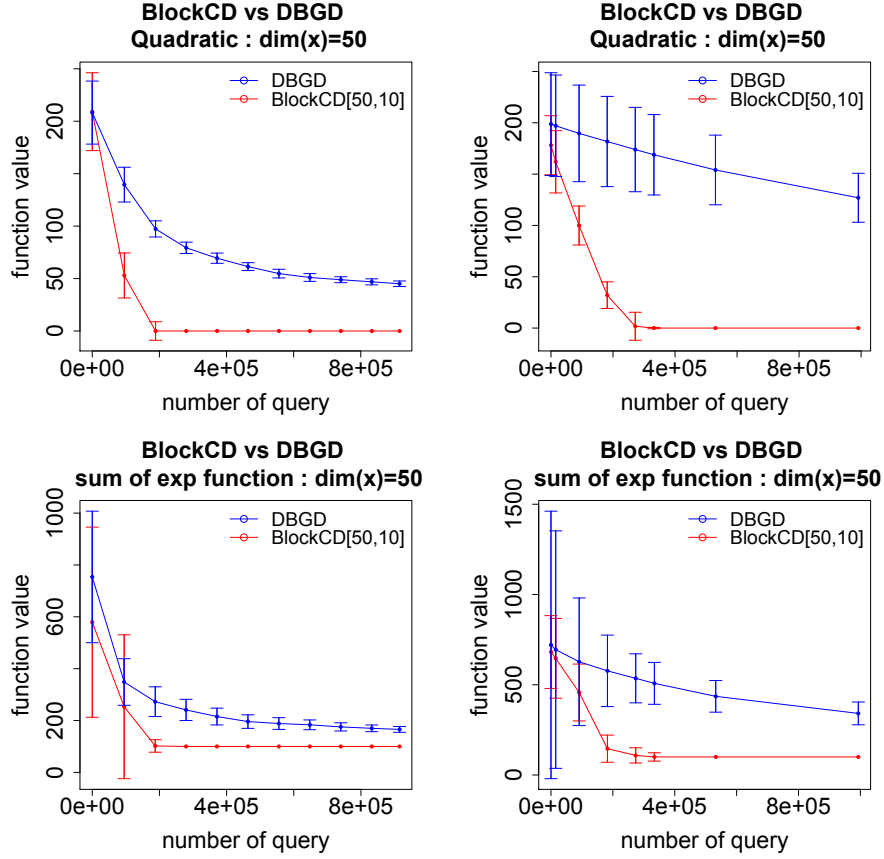 BlockCD vs DBGD
Quadratic : dim(x)=50
DBGD
BlockCD[50,10]
function value
200
100
50
0
0e+00 4e+05 8e+05
number of query
BlockCD vs DBGD
Quadratic : dim(x)=50
DBGD
BlockCD[50,10]
function value
200
100
50
0
0e+00 4e+05 8e+05
number of query
BlockCD vs DBGD
sum of exp function : dim(x)=50
DBGD
BlockCD[50,10]
function value
1000
600
200
0
0e+00 4e+05 8e+05
number of query
BlockCD vs DBGD
sum of exp function : dim(x)=50
DBGD
BlockCD[50,10]
function value
1500
1000
500
0
0e+00 4e+05 8e+05
number of query